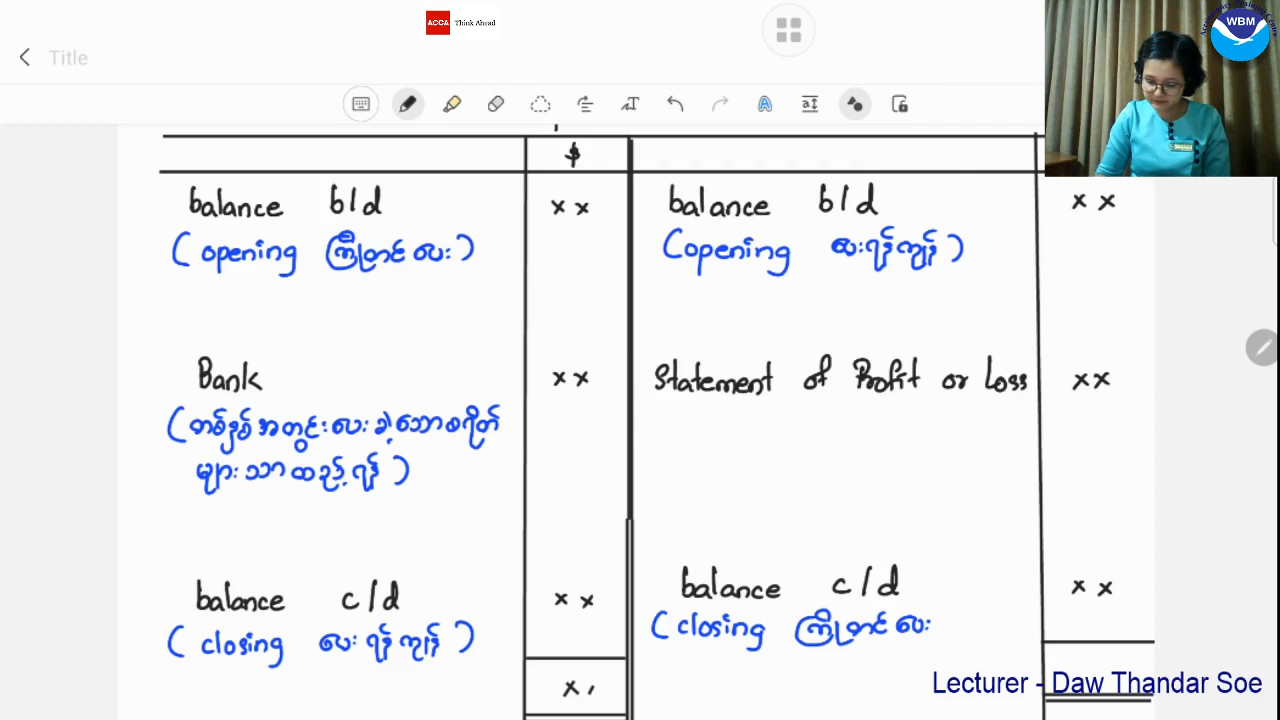 ACCA Think Ahead
WBM
Title
$
balance b/d xx
(opening ကြိုတင်ပေး)
balance b/d xx
(opening ပေးရန်ကျန်)
Bank xx
(တစ်နှစ်အတွင်းပေးခဲ့သောစရိတ်
များသာထည့်ရန်)
Statement of Profit or Loss xx
balance c/d xx
(closing ပေးရန်ကျန်)
balance c/d xx
(closing ကြိုတင်ပေး
x
Lecturer - Daw Thandar Soe